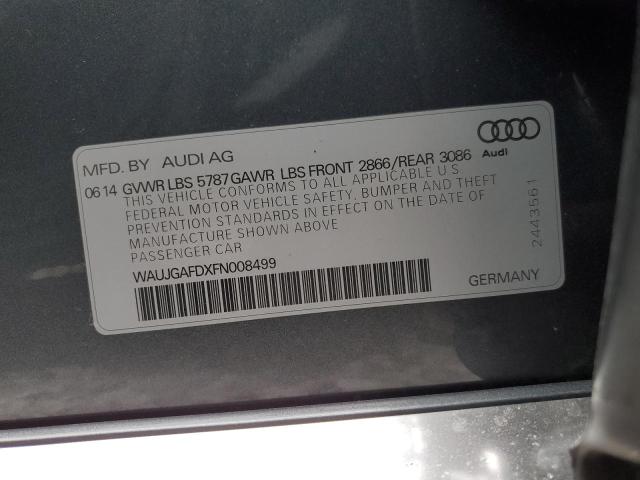 MFD. BY AUDI AG
Audi
06 14 GVWR LBS 5787 GAWR LBS FRONT 2866/REAR 3086
THIS VEHICLE CONFORMS TO ALL APPLICABLE U S
FEDERAL MOTOR VEHICLE SAFETY, BUMPER AND THEFT
PREVENTION STANDARDS IN EFFECT ON THE DATE OF
MANUFACTURE SHOWN ABOVE
PASSENGER CAR
WAUJGAFDXFN008499
GERMANY
2443561